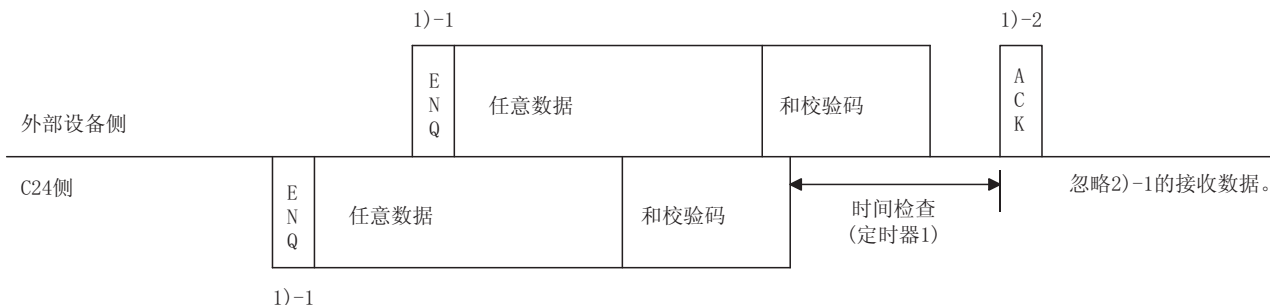 1)-1
1)-2
E
N
Q
任意数据
和校验码
A
C
K
外部设备侧
C24侧
E
N
Q
任意数据
和校验码
时间检查
(定时器1)
忽略2)-1的接收数据。
1)-1